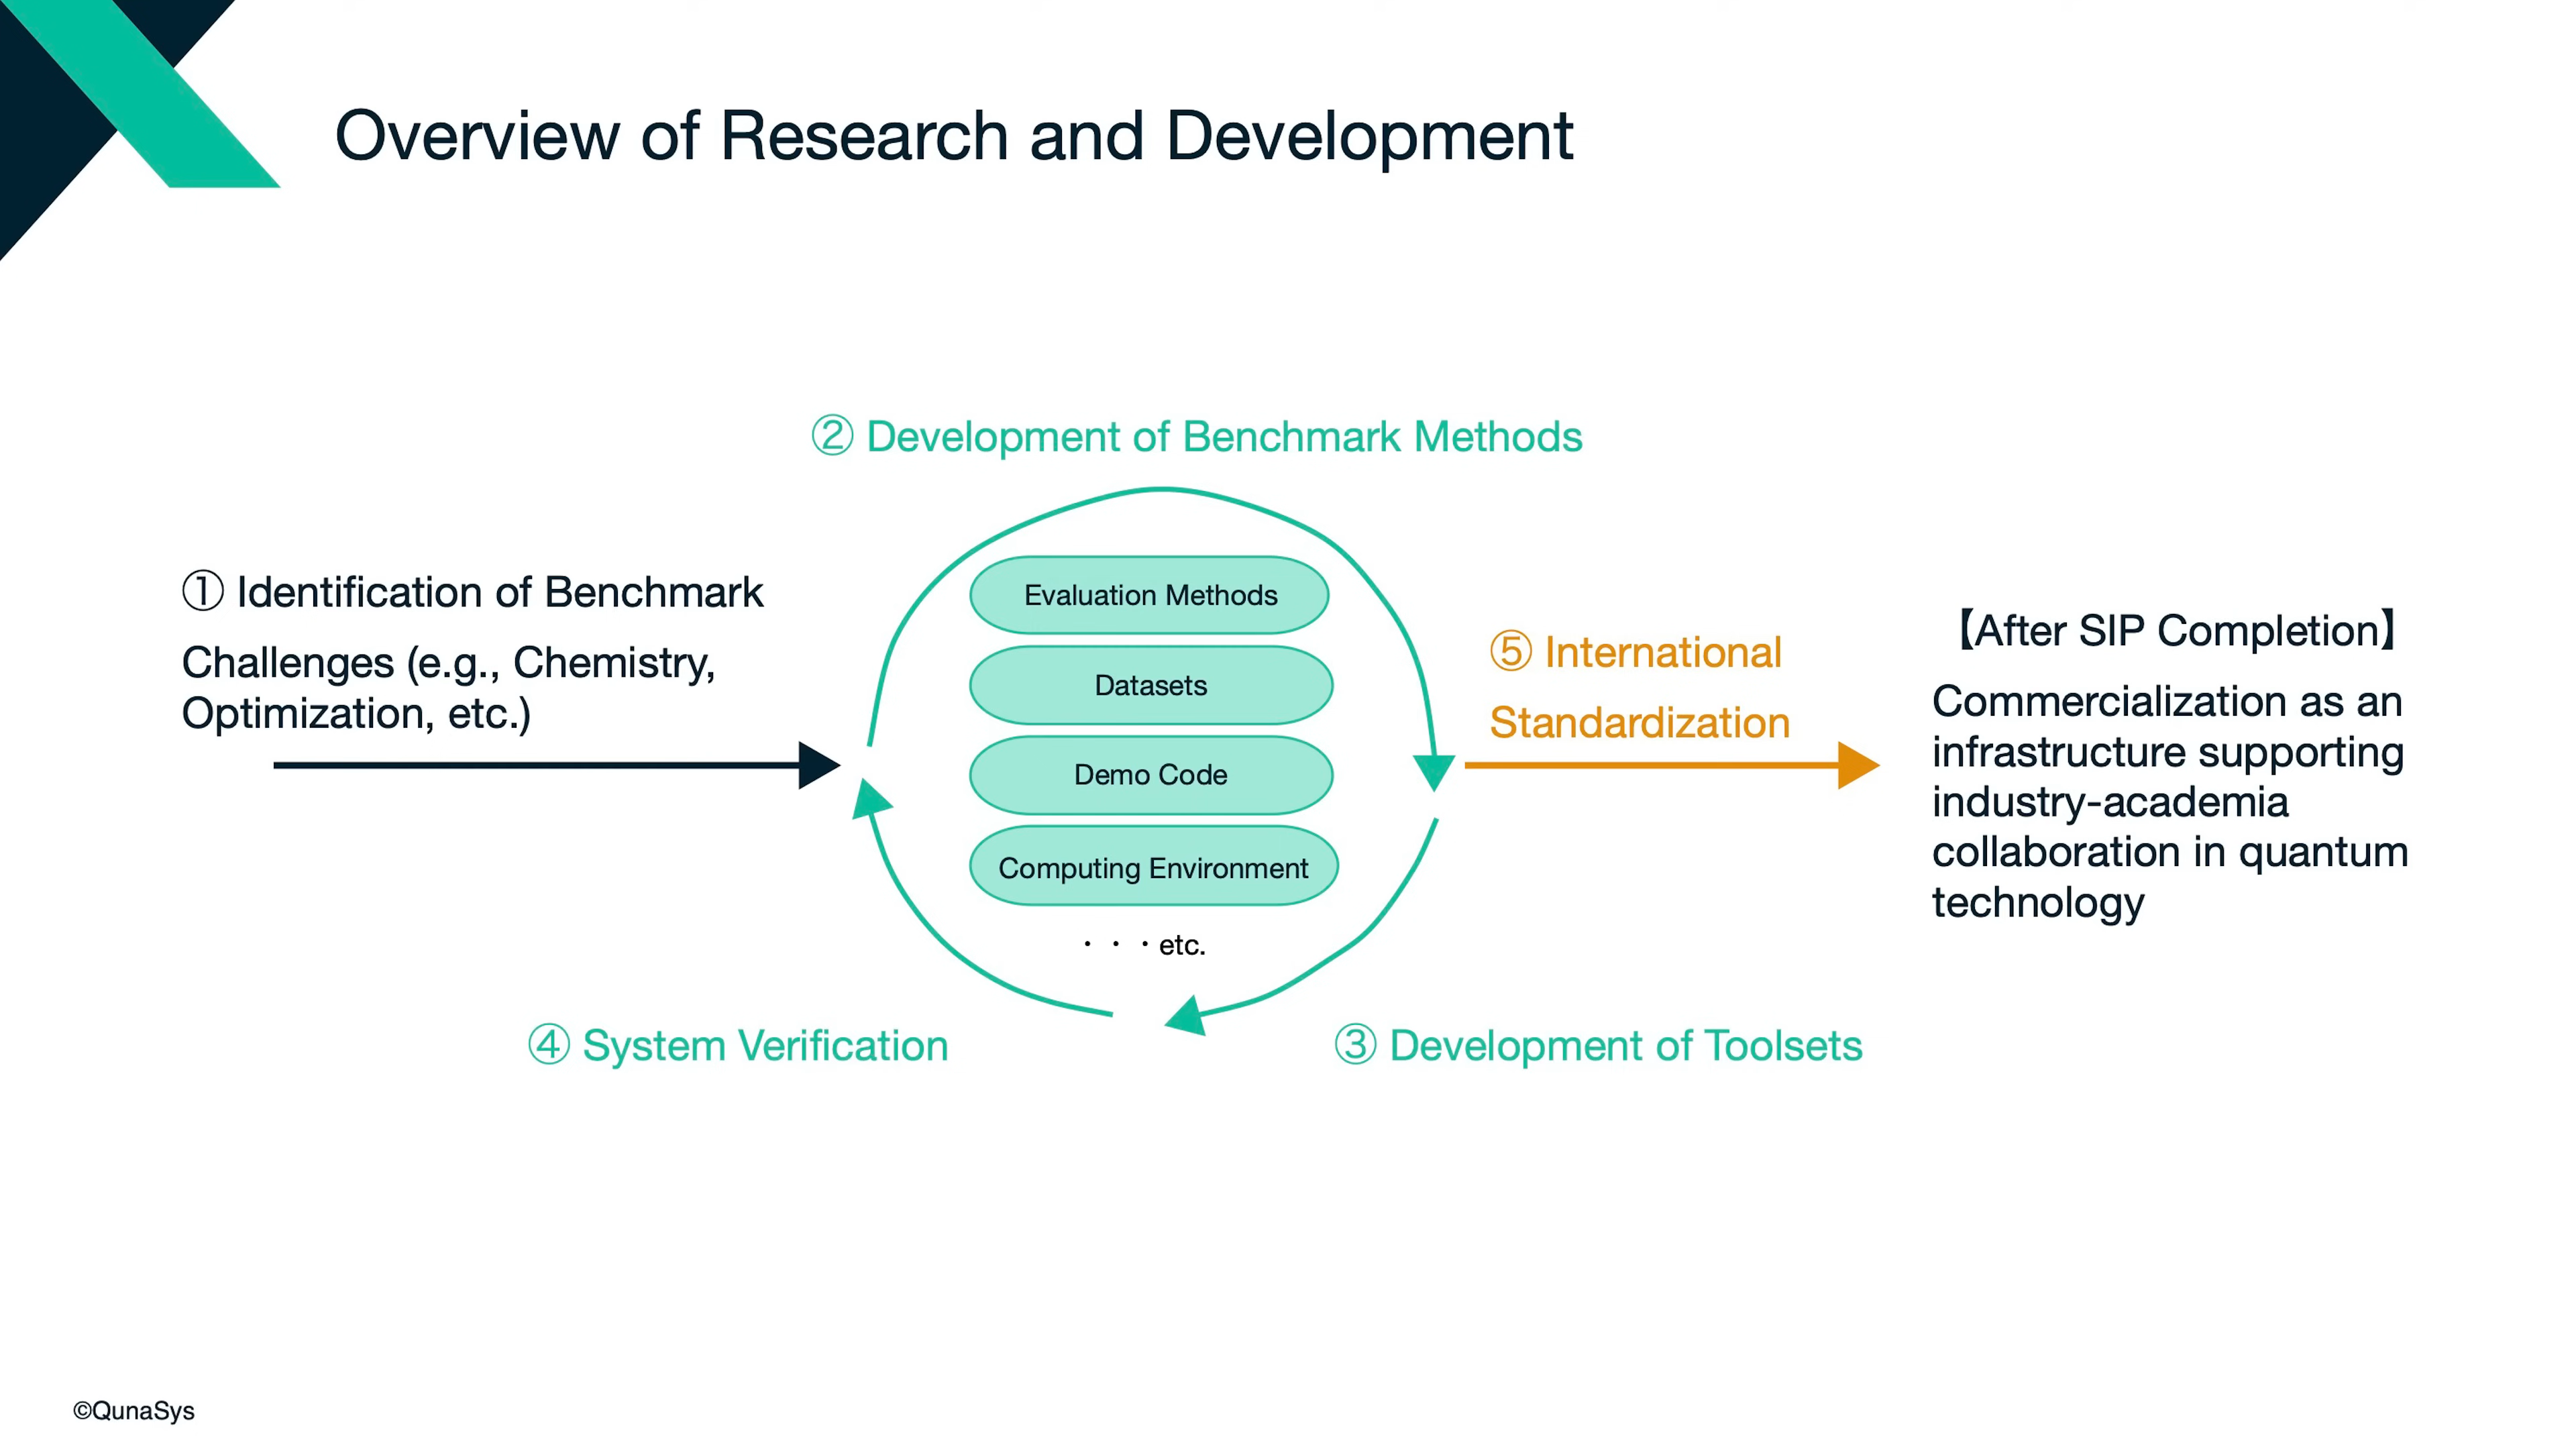 Overview of Research and Development
② Development of Benchmark Methods
① Identification of Benchmark
Challenges (e.g., Chemistry,
Optimization, etc.)
Evaluation Methods
Datasets
Demo Code
Computing Environment
・・・etc.
④ System Verification
③ Development of Toolsets
⑤ International
Standardization
【After SIP Completion】
Commercialization as an
infrastructure supporting
industry-academia
collaboration in quantum
technology
©QunaSys